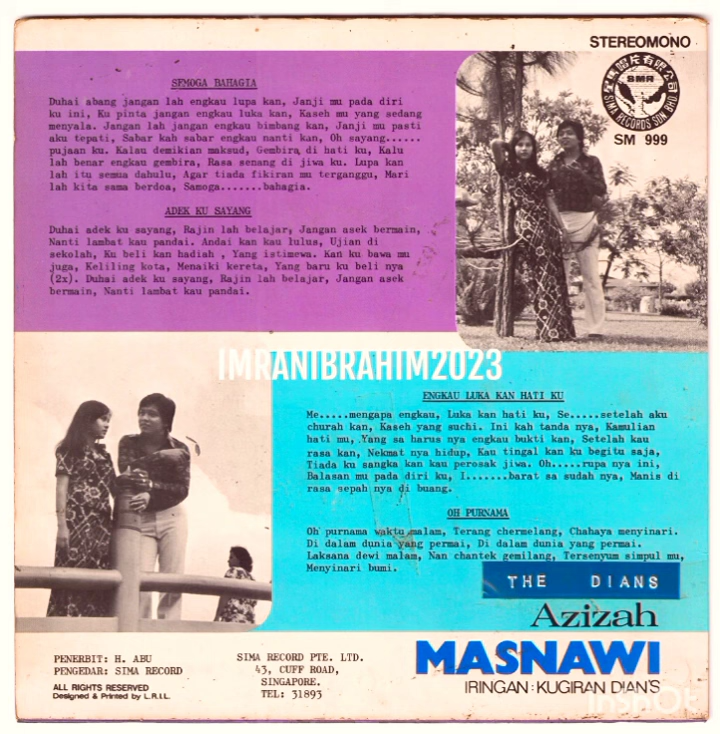 STEREOMONO
SMR
SIMA RECORDS SDN BHD
SM 999
SEMOGA BAHAGIA
Duhai abang jangan lah engkau lupa kan, Janji mu pada diri
ku ini, Ku pinta jangan engkau luka kan, Kaseh mu yang sedang
menyala. Jangan lah jangan engkau bimbang kan, Janji mu pasti
aku tepati, Sabar kah sabar engkau nanti kan, Oh sayang......
pujaan ku. Kalau demikian maksud, Gembira di hati ku, Kalu
lah benar engkau gembira, Rasa senang di jiwa ku. Lupa kan
lah itu semua dahulu, Agar tiada fikiran mu terganggu, Mari
lah kita sama berdoa, Samoga.......bahagia.
ADEK KU SAYANG
Duhai adek ku sayang, Rajin lah belajar, Jangan asek bermain,
Nanti lambat kau pandai. Andai kan kau lulus, Ujian di
sekolah, Ku beli kan hadiah , Yang istimewa. Kan ku bawa mu
juga, Keliling kota, Menaiki kereta, Yang baru ku beli nya
(2x). Duhai adek ku sayang, Rajin lah belajar, Jangan asek
bermain, Nanti lambat kau pandai.
IMRANIBRAHIM2023
ENGKAU LUKA KAN HATI KU
Me.....mengapa engkau, Luka kan hati ku, Se.....setelah aku
churah kan, Kaseh yang suchi. Ini kah tanda nya, Kamulian
hati mu, Yang sa harus nya engkau bukti kan, Setelah kau
rasa kan, Nekmat nya hidup, Kau tingal kan ku begitu saja,
Tiada ku sangka kan kau perosak jiwa. Oh.....rupa nya ini,
Balasan mu pada diri ku, I.......barat sa sudah nya, Manis di
rasa sepah nya di buang.
OH PURNAMA
Oh purnama waktu malam, Terang chermelang, Chahaya menyinari.
Di dalam dunia yang permai, Di dalam dunia yang permai.
Laksana dewi malam, Nan chantek gemilang, Tersenyum simpul mu,
Menyinari bumi.
THE DIANS
Azizah
MASNAWI
IRINGAN: KUGIRAN DIAN'S
PENERBIT: H. ABU
PENGEDAR: SIMA RECORD
ALL RIGHTS RESERVED
Designed & Printed by L.R.I.L.
SIMA RECORD PTE. LTD.
43, CUFF ROAD,
SINGAPORE.
TEL: 31893
InShOt